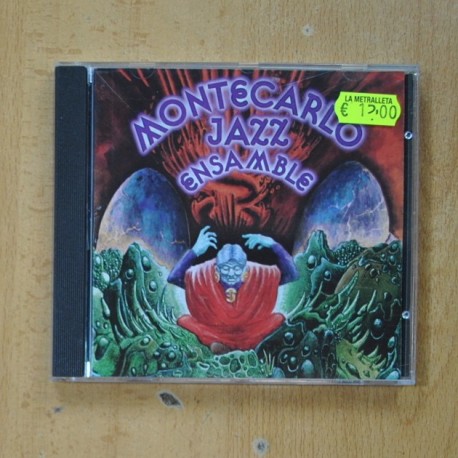 MONTECARLO
JAZZ
ENSAMBLE
LA METRALLETA
€ 12,00